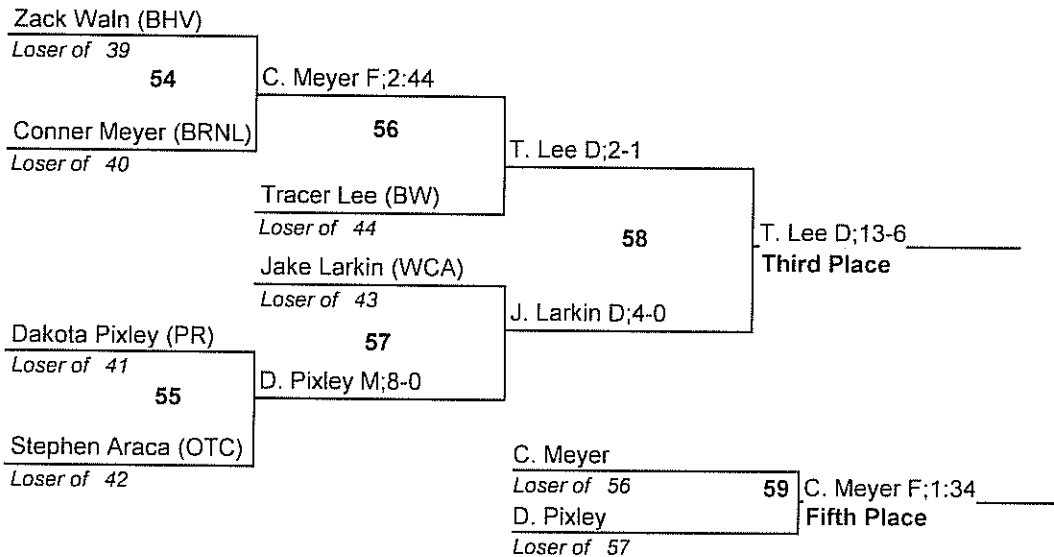 Zack Waln (BHV)
Loser of 39
54
C. Meyer F;2:44
Conner Meyer (BRNL)
Loser of 40
56
T. Lee D;2-1
Tracer Lee (BW)
Loser of 44
58
T. Lee D;13-6
Third Place
Jake Larkin (WCA)
Loser of 43
J. Larkin D;4-0
Dakota Pixley (PR)
Loser of 41
57
55
D. Pixley M;8-0
Stephen Araca (OTC)
Loser of 42
C. Meyer
Loser of 56
59
C. Meyer F;1:34
Fifth Place
D. Pixley
Loser of 57